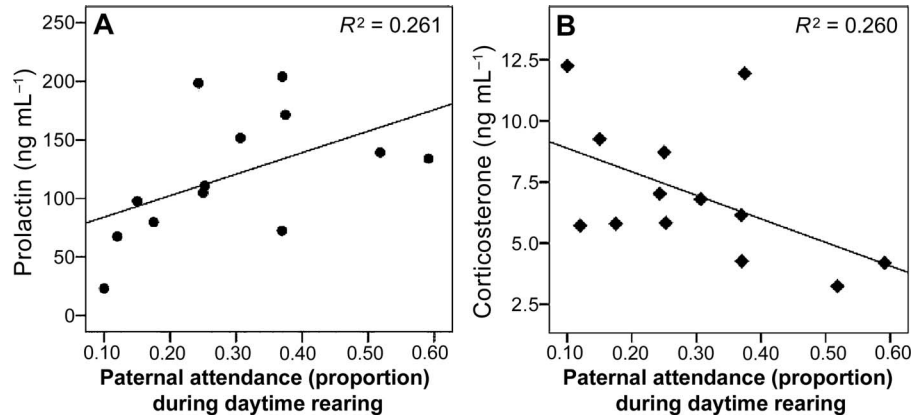 A
R² = 0.261
Prolactin (ng mL⁻¹)
250
200
150
100
50
0
0.10 0.20 0.30 0.40 0.50 0.60
Paternal attendance (proportion)
during daytime rearing
B
R² = 0.260
Corticosterone (ng mL⁻¹)
12.5
10.0
7.5
5.0
2.5
0.10 0.20 0.30 0.40 0.50 0.60
Paternal attendance (proportion)
during daytime rearing